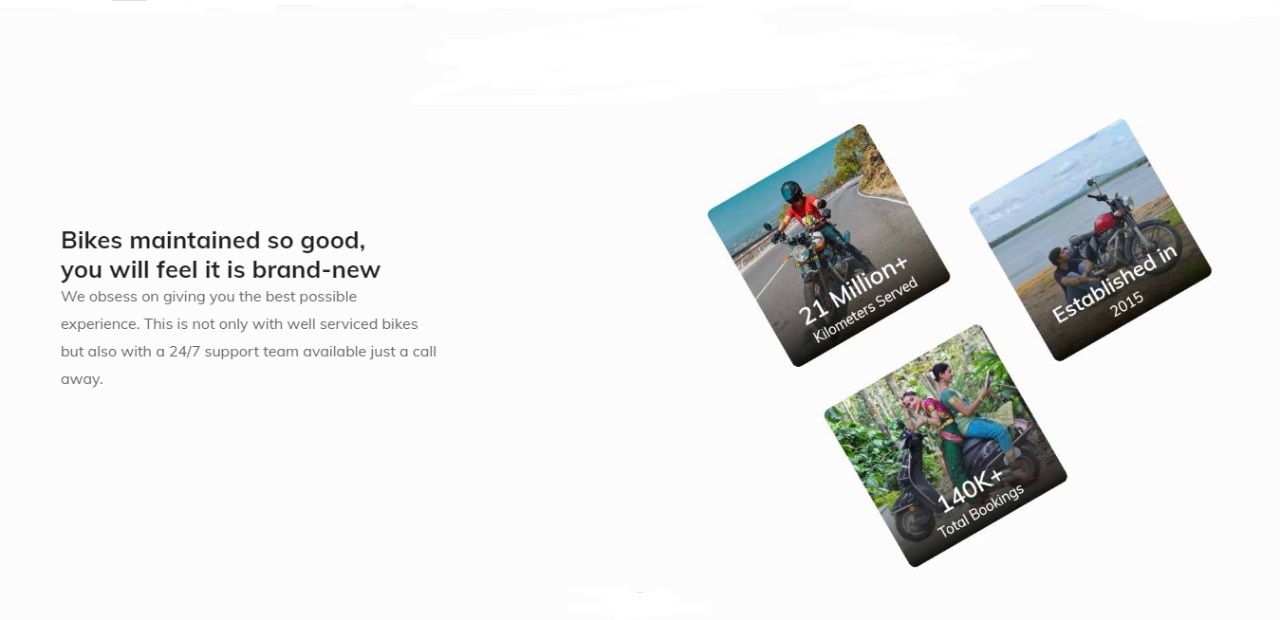 Bikes maintained so good,
you will feel it is brand-new
We obsess on giving you the best possible
experience. This is not only with well serviced bikes
but also with a 24/7 support team available just a call
away.
21 Million+
Kilometers Served
Established in
2015
140K+
Total Bookings